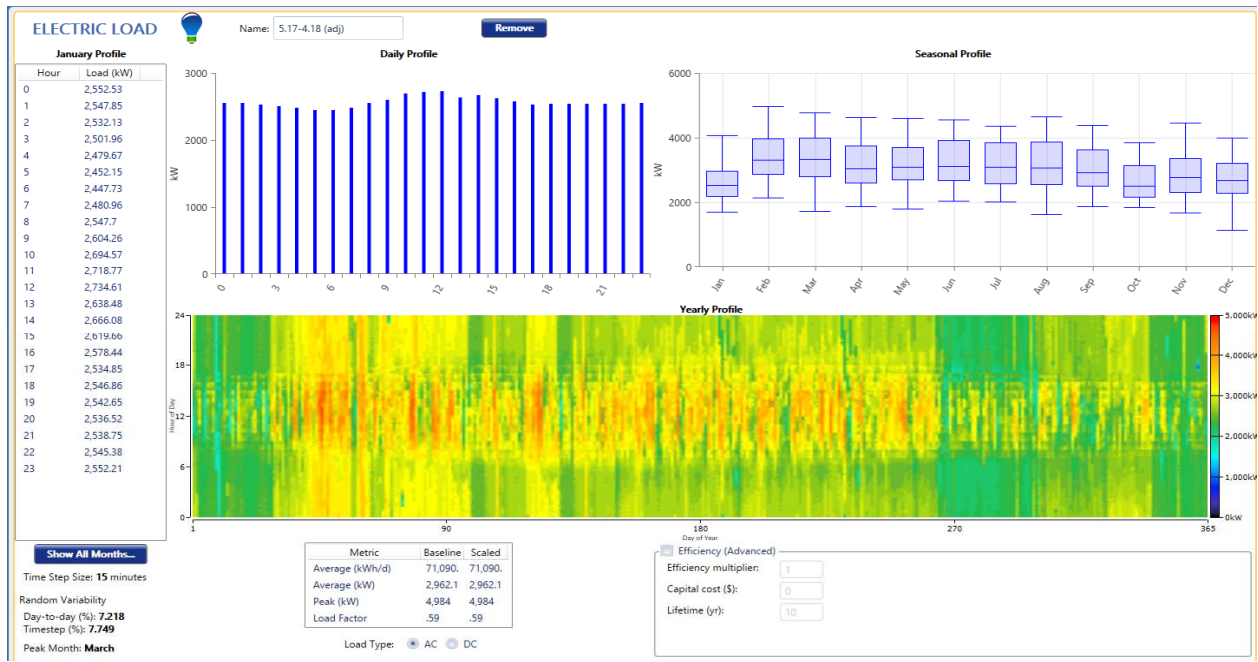 ELECTRIC LOAD
Name: 5.17-4.18 (adj)
Remove
January Profile
Hour Load (kW)
0 2,552.53
1 2,547.85
2 2,532.13
3 2,501.96
4 2,479.67
5 2,452.15
6 2,447.73
7 2,480.96
8 2,547.7
9 2,604.26
10 2,694.57
11 2,718.77
12 2,734.61
13 2,638.48
14 2,666.08
15 2,619.66
16 2,578.44
17 2,534.85
18 2,546.86
19 2,542.65
20 2,536.52
21 2,538.75
22 2,545.38
23 2,552.21
Show All Months...
Time Step Size: 15 minutes
Random Variability
Day-to-day (%): 7.218
Timestep (%): 7.749
Peak Month: March
Daily Profile
3000
2000
1000
0
kW
0 3 6 9 12 15 18 21
Seasonal Profile
6000
4000
2000
0
kW
Jan Feb Mar Apr May Jun Jul Aug Sep Oct Nov Dec
Yearly Profile
24
18
12
6
0
Hour of Day
1 90 180 270 365
Day of Year
5,000kW
4,000kW
3,000kW
2,000kW
1,000kW
0kW
Metric Baseline Scaled
Average (kWh/d) 71,090. 71,090.
Average (kW) 2,962.1 2,962.1
Peak (kW) 4,984 4,984
Load Factor .59 .59
Load Type: AC DC
Efficiency (Advanced)
Efficiency multiplier: 1
Capital cost ($): 0
Lifetime (yr): 10